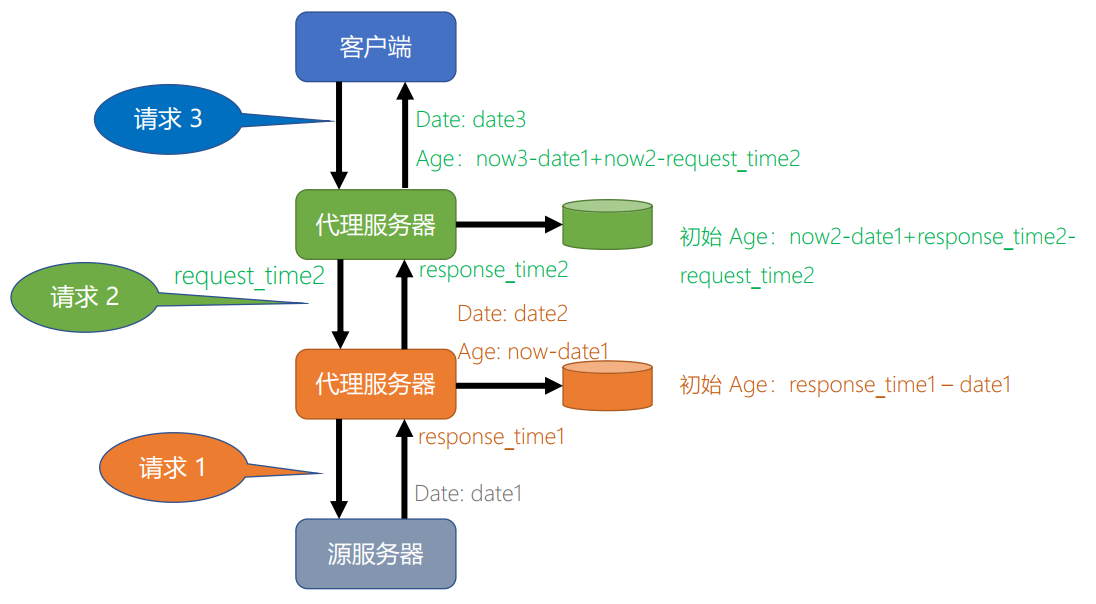 客户端
请求 3
Date: date3
Age：now3-date1+now2-request_time2
代理服务器
初始 Age：now2-date1+response_time2-
request_time2
request_time2
response_time2
请求 2
Date: date2
Age: now-date1
代理服务器
初始 Age：response_time1 – date1
response_time1
请求 1
Date: date1
源服务器